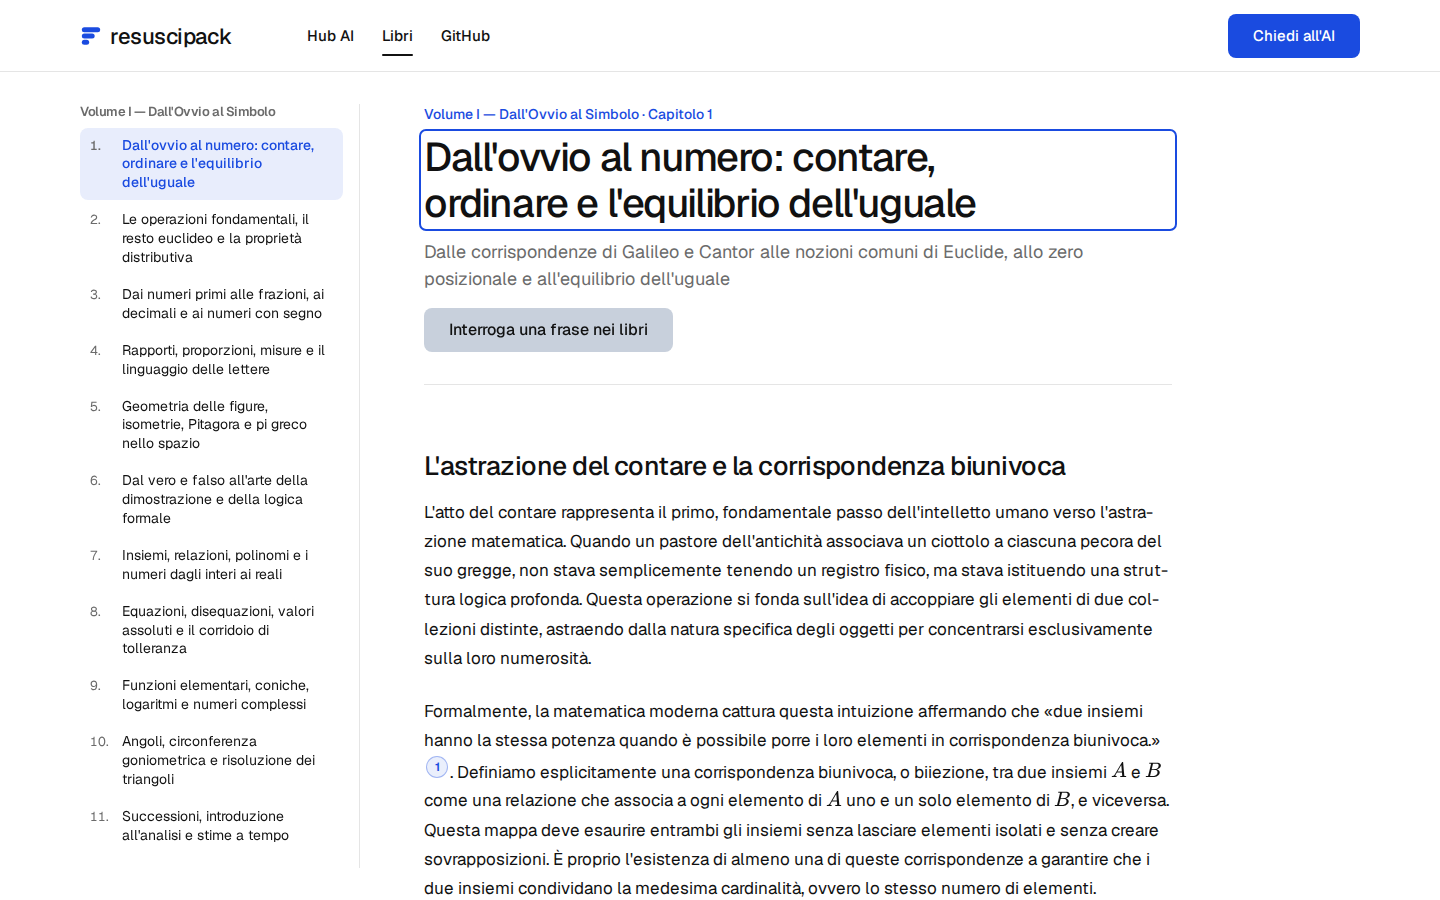 resuscipack
Hub AI
Libri
GitHub
Chiedi all'AI
Volume I — Dall'Ovvio al Simbolo
1. Dall'ovvio al numero: contare,
ordinare e l'equilibrio
dell'uguale
2. Le operazioni fondamentali, il
resto euclideo e la proprietà
distributiva
3. Dai numeri primi alle frazioni, ai
decimali e ai numeri con segno
4. Rapporti, proporzioni, misure e il
linguaggio delle lettere
5. Geometria delle figure,
isometrie, Pitagora e pi greco
nello spazio
6. Dal vero e falso all'arte della
dimostrazione e della logica
formale
7. Insiemi, relazioni, polinomi e i
numeri dagli interi ai reali
8. Equazioni, disequazioni, valori
assoluti e il corridoio di
tolleranza
9. Funzioni elementari, coniche,
logaritmi e numeri complessi
10. Angoli, circonferenza
goniometrica e risoluzione dei
triangoli
11. Successioni, introduzione
all'analisi e stime a tempo
Volume I — Dall'Ovvio al Simbolo · Capitolo 1
Dall'ovvio al numero: contare,
ordinare e l'equilibrio dell'uguale
Dalle corrispondenze di Galileo e Cantor alle nozioni comuni di Euclide, allo zero
posizionale e all'equilibrio dell'uguale
Interroga una frase nei libri
L'astrazione del contare e la corrispondenza biunivoca
L'atto del contare rappresenta il primo, fondamentale passo dell'intelletto umano verso l'astra-
zione matematica. Quando un pastore dell'antichità associava un ciottolo a ciascuna pecora del
suo gregge, non stava semplicemente tenendo un registro fisico, ma stava istituendo una strut-
tura logica profonda. Questa operazione si fonda sull'idea di accoppiare gli elementi di due col-
lezioni distinte, astraendo dalla natura specifica degli oggetti per concentrarsi esclusivamente
sulla loro numerosità.
Formalmente, la matematica moderna cattura questa intuizione affermando che «due insiemi
hanno la stessa potenza quando è possibile porre i loro elementi in corrispondenza biunivoca.»
1. Definiamo esplicitamente una corrispondenza biunivoca, o biiezione, tra due insiemi A e B
come una relazione che associa a ogni elemento di A uno e un solo elemento di B, e viceversa.
Questa mappa deve esaurire entrambi gli insiemi senza lasciare elementi isolati e senza creare
sovrapposizioni. È proprio l'esistenza di almeno una di queste corrispondenze a garantire che i
due insiemi condividano la medesima cardinalità, ovvero lo stesso numero di elementi.